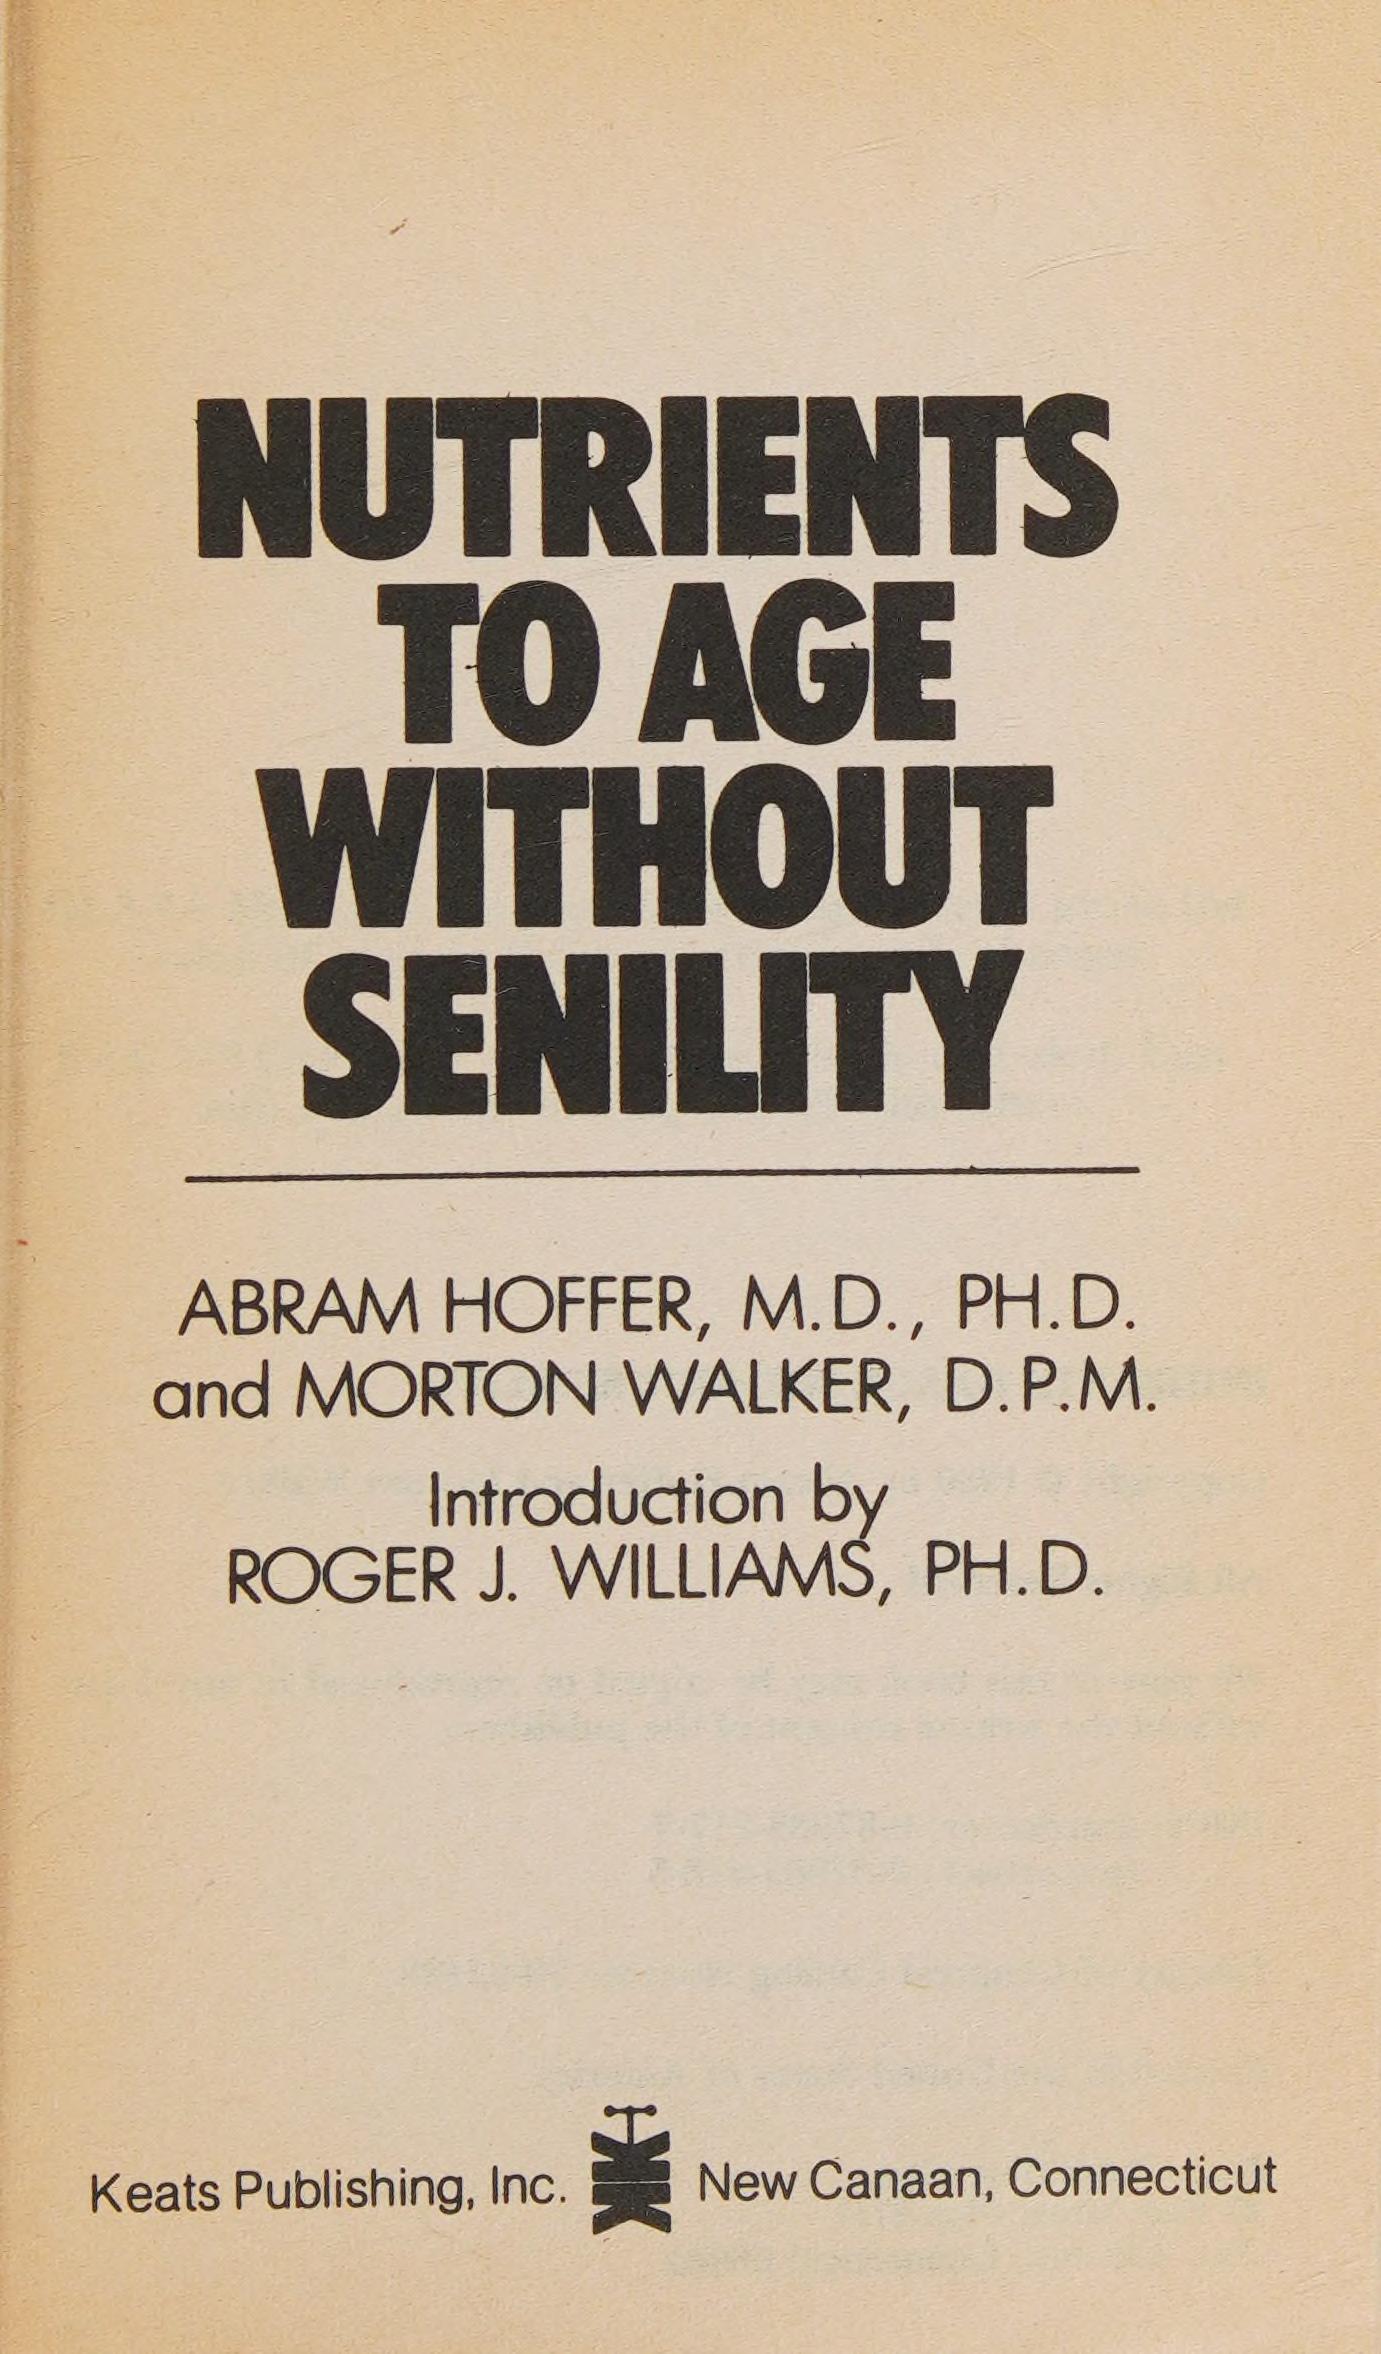 NUTRIENTS
TO AGE
WITHOUT
SENILITY
ABRAM HOFFER, M.D., PH.D.
and MORTON WALKER, D.P.M.
Introduction by
ROGER J. WILLIAMS, PH.D.
Keats Publishing, Inc. New Canaan, Connecticut